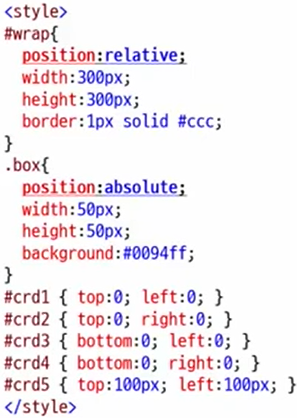 <style>
#wrap{
position:relative;
width:300px;
height:300px;
border:1px solid #ccc;
}
.box{
position:absolute;
width:50px;
height:50px;
background:#0094ff;
}
#crd1 { top:0; left:0; }
#crd2 { top:0; right:0; }
#crd3 { bottom:0; left:0; }
#crd4 { bottom:0; right:0; }
#crd5 { top:100px; left:100px; }
</style>